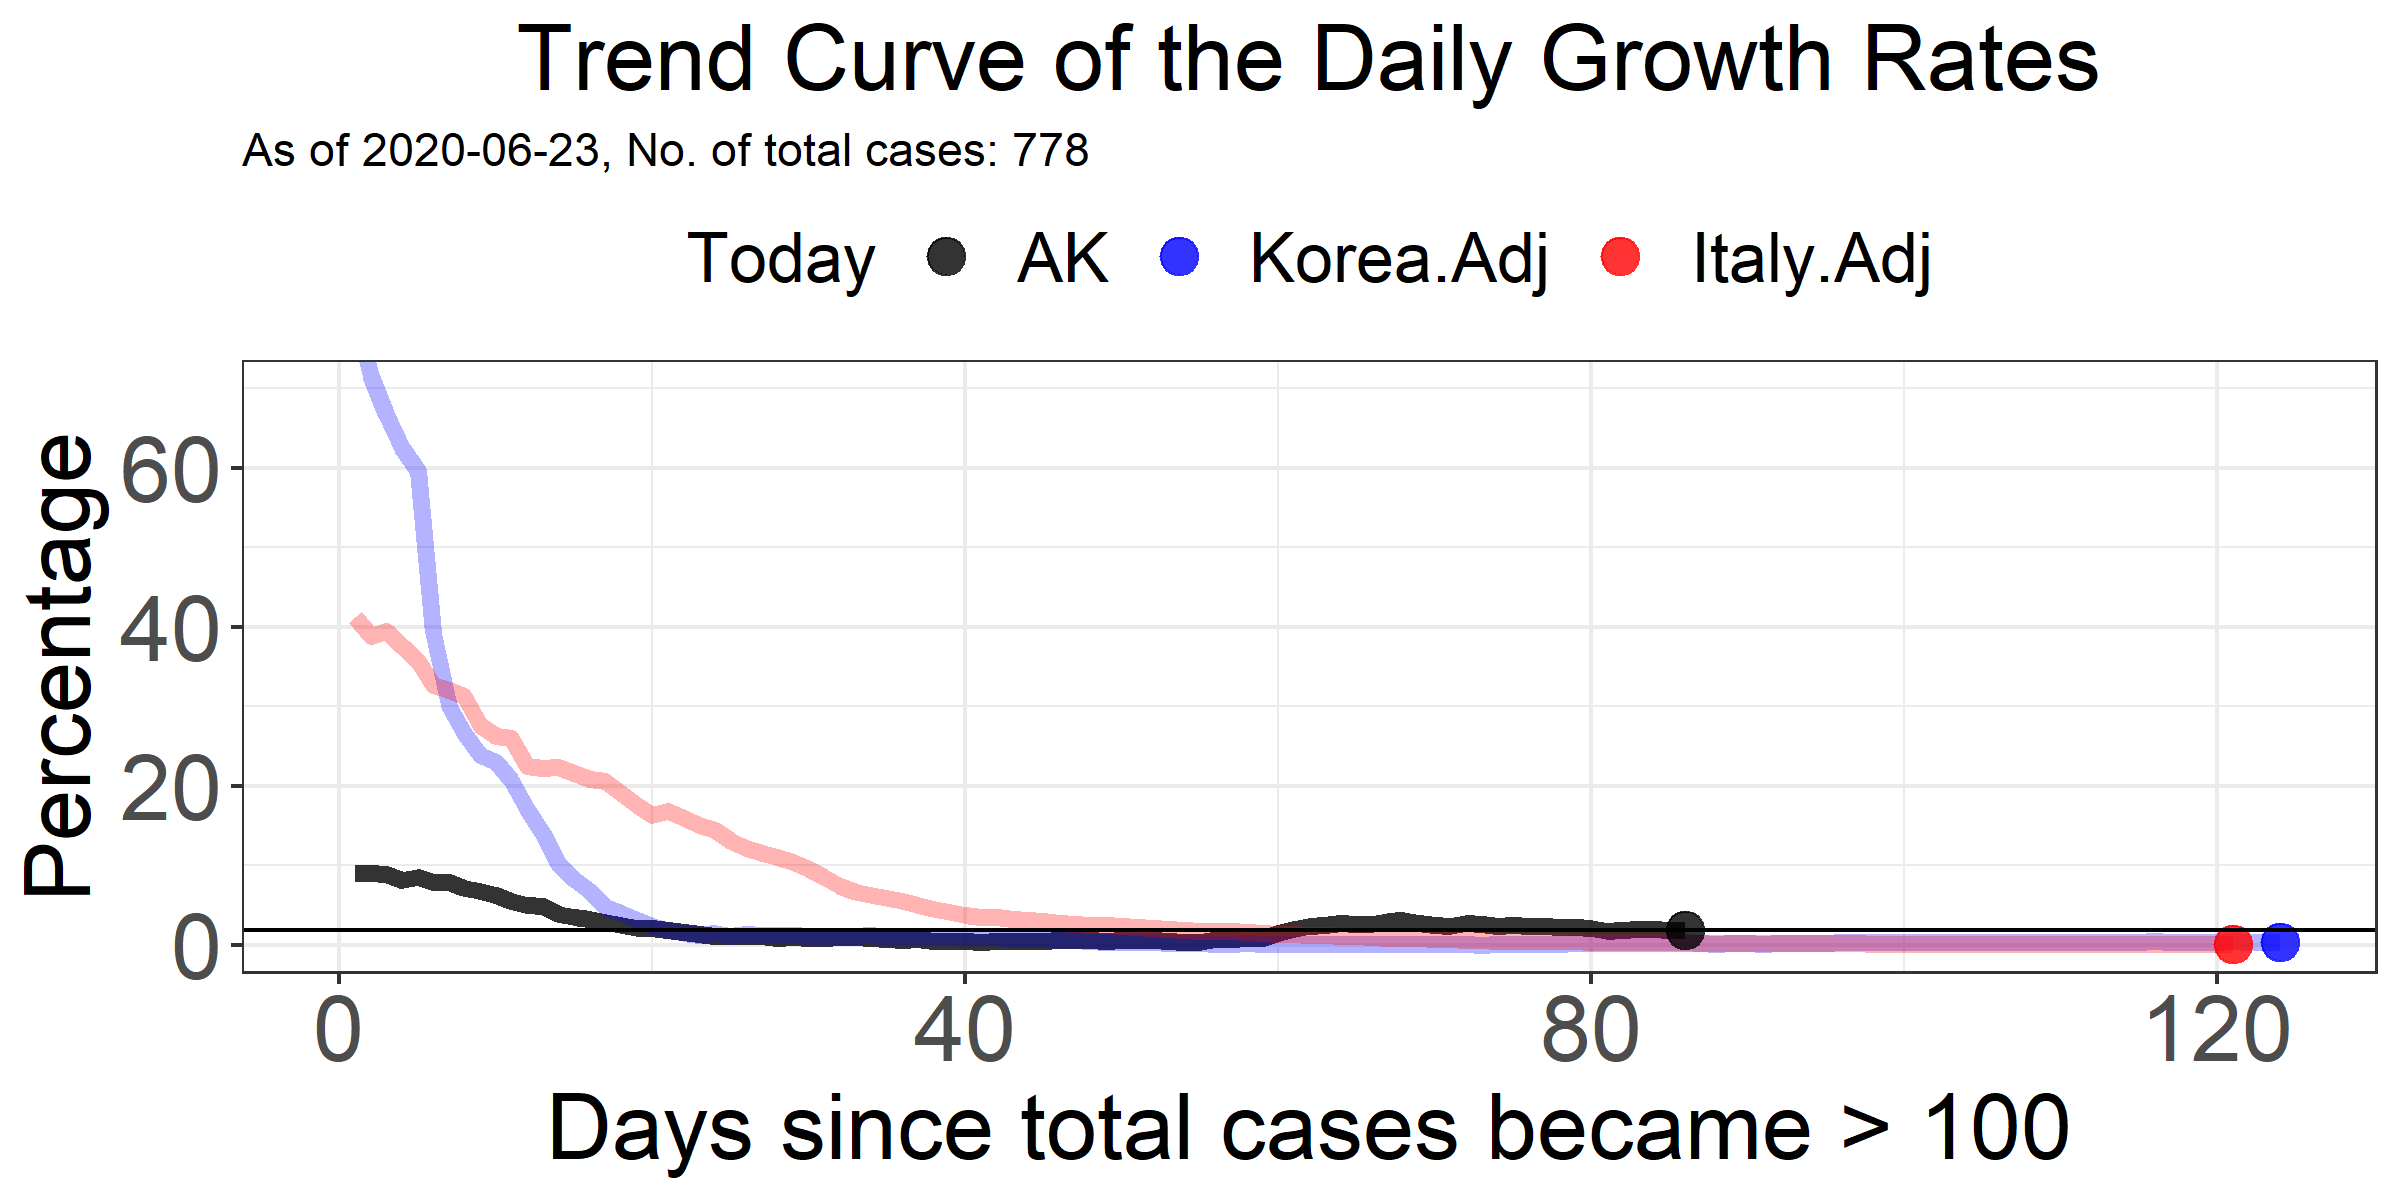 Trend Curve of the Daily Growth Rates
As of 2020-06-23, No. of total cases: 778
Today AK Korea.Adj Italy.Adj
Percentage
60
40
20
0
0 40 80 120
Days since total cases became > 100